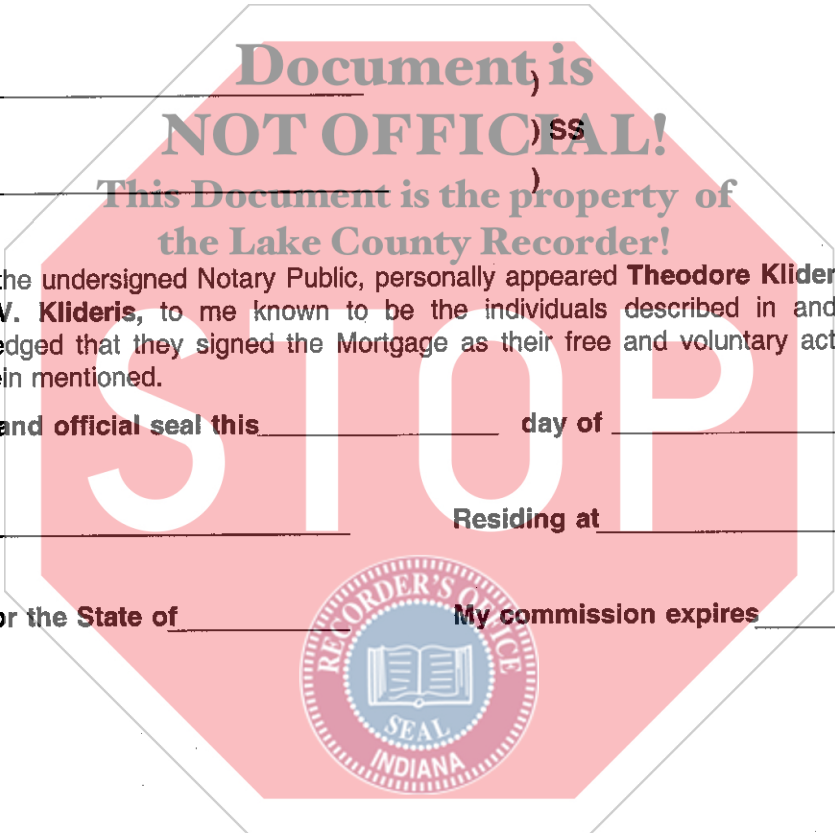 Document is
)
NOT OFFICIAL!
) SS
This Document is the property of
)
the Lake County Recorder!
the undersigned Notary Public, personally appeared Theodore Klider
V. Klideris, to me known to be the individuals described in and
edged that they signed the Mortgage as their free and voluntary act
in mentioned.
and official seal this day of
STOP
Residing at
or the State of My commission expires
RECORDER'S OFFICE
SEAL
INDIANA